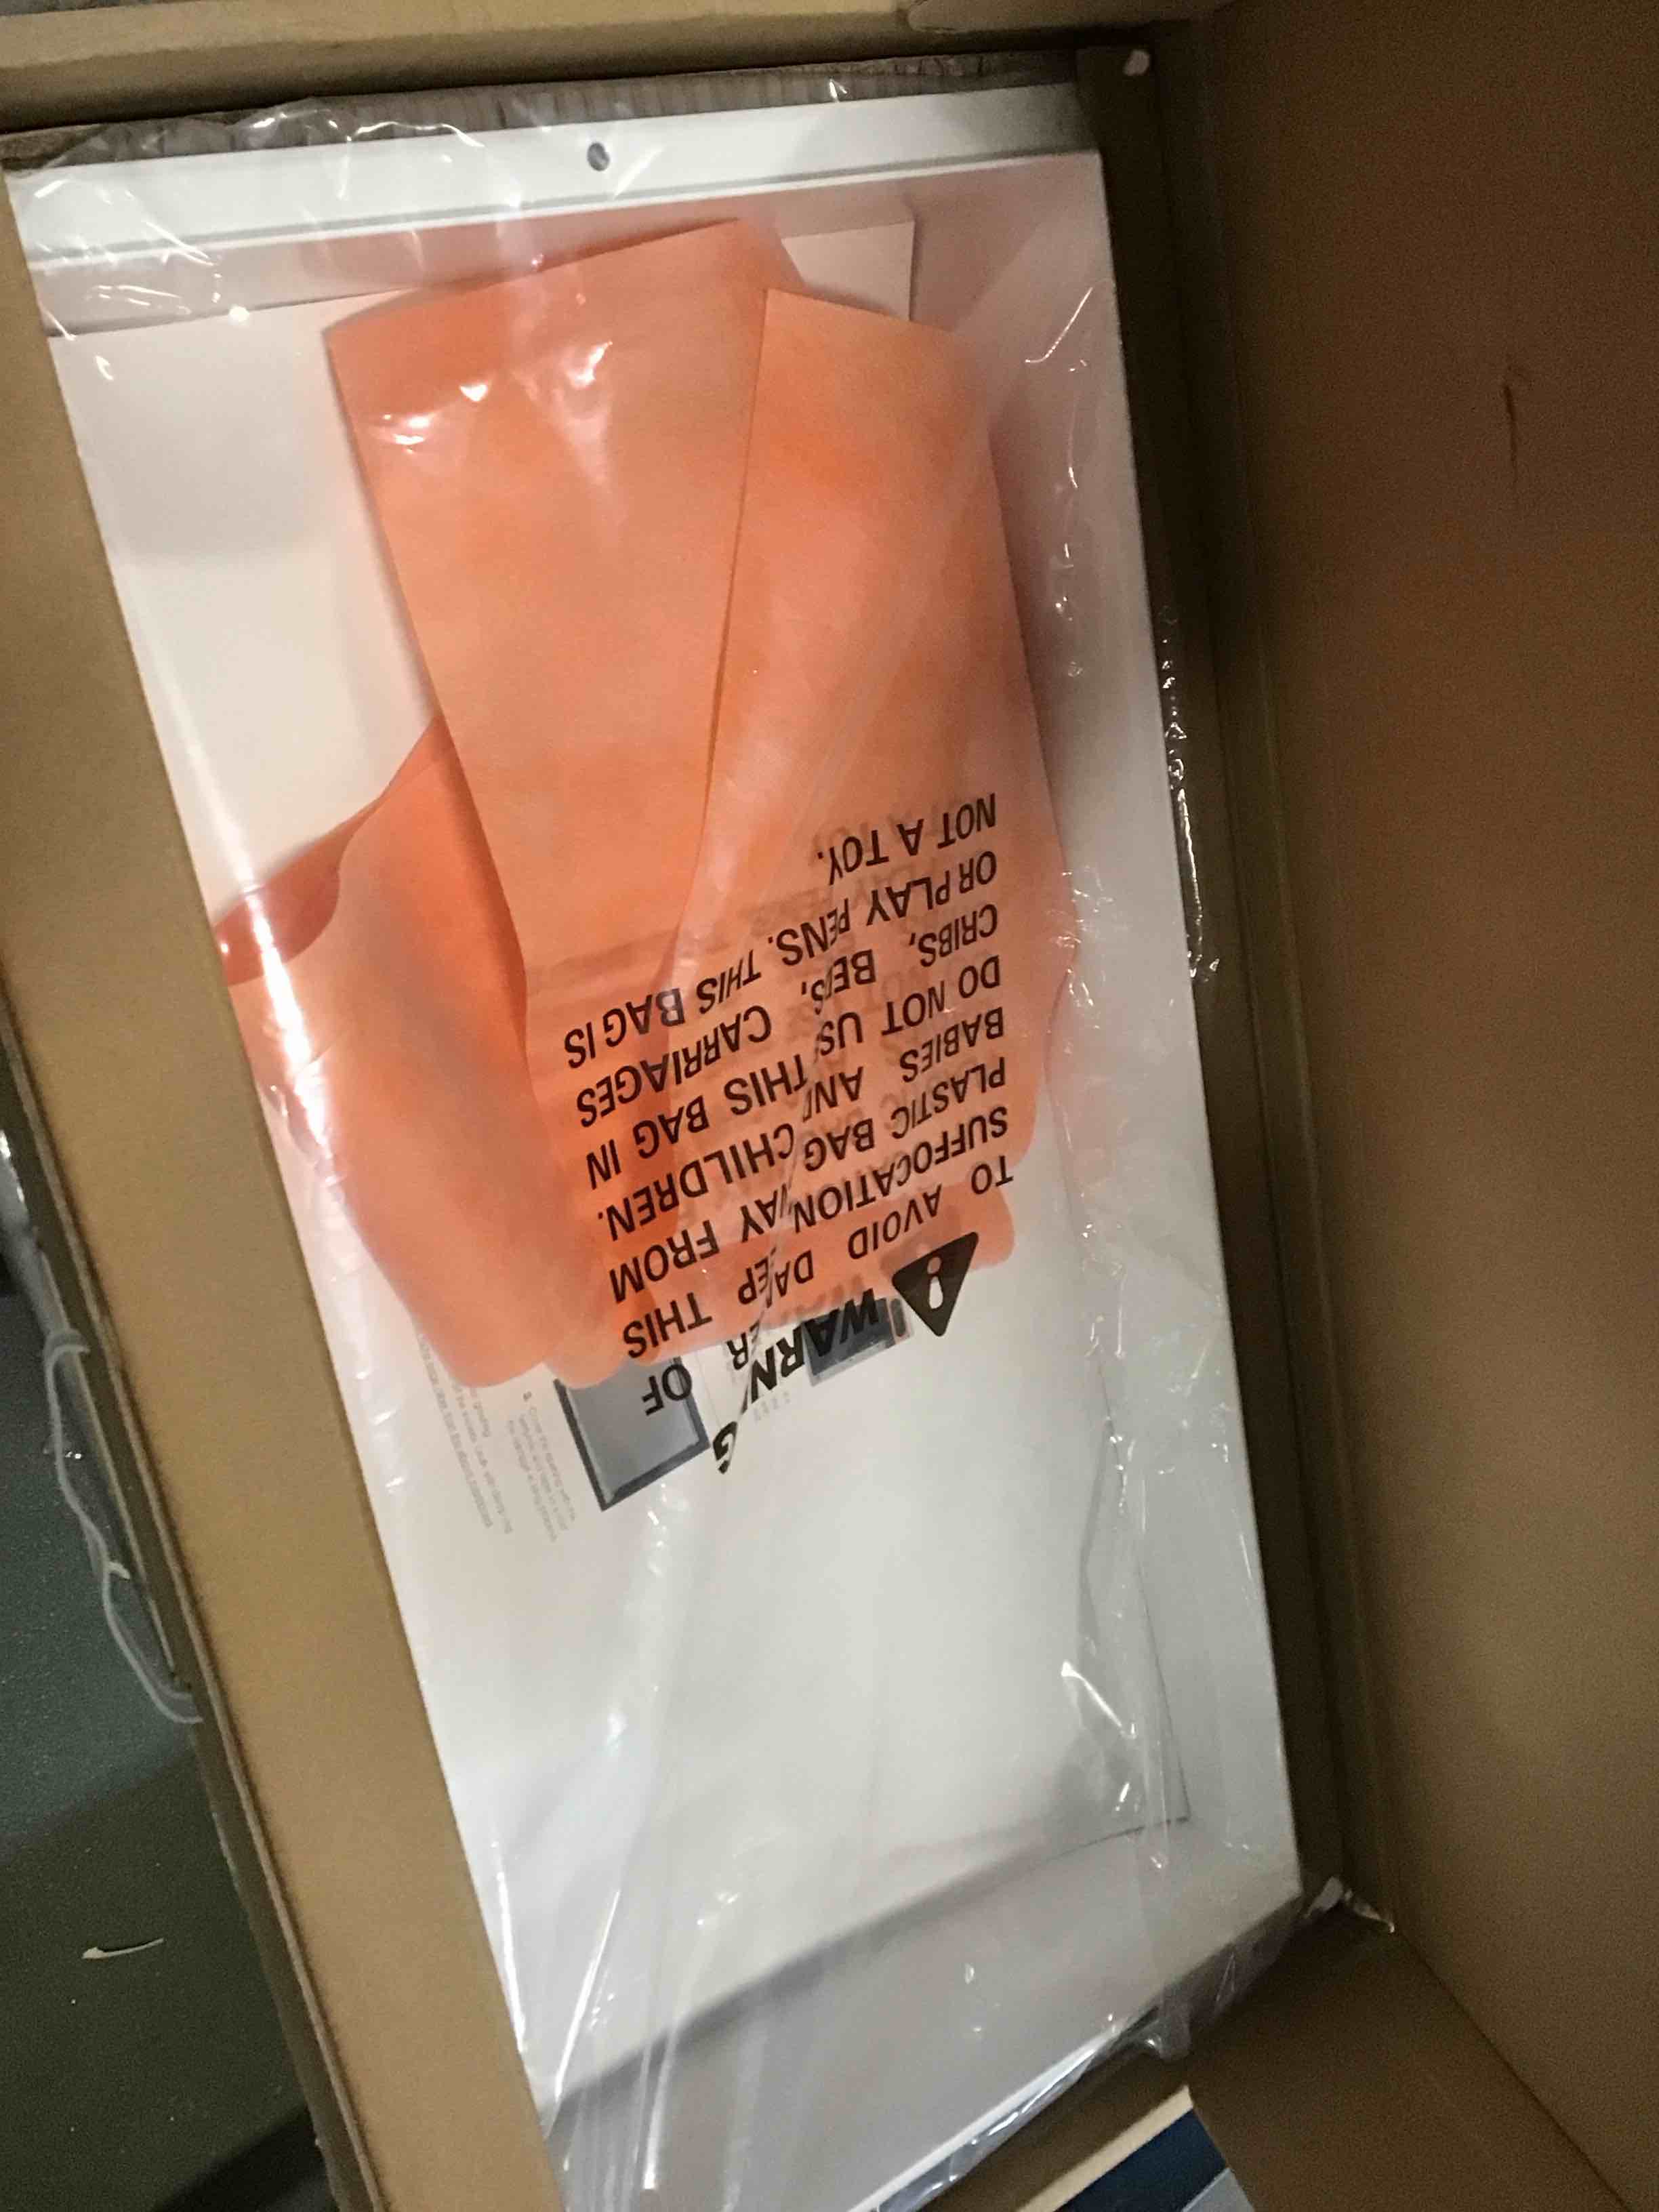 WARNING
TO AVOID DANGER OF
SUFFOCATION, KEEP THIS
PLASTIC BAG AWAY FROM
BABIES AND CHILDREN.
DO NOT USE THIS BAG IN
CRIBS, BEDS, CARRIAGES
OR PLAY PENS. THIS BAG IS
NOT A TOY.